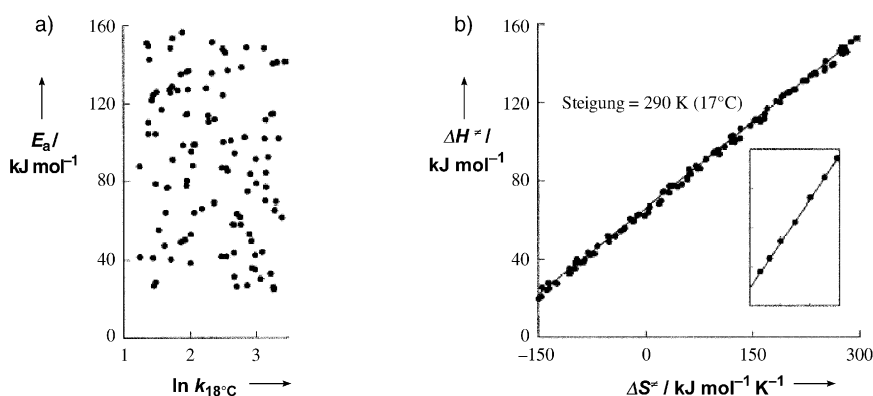 a)
160
120
80
40
0
E_a/
kJ mol⁻¹
1
2
3
ln k_18°C
b)
160
120
80
40
0
ΔH≠ /
kJ mol⁻¹
Steigung = 290 K (17°C)
–150
0
150
300
ΔS≠ / kJ mol⁻¹ K⁻¹